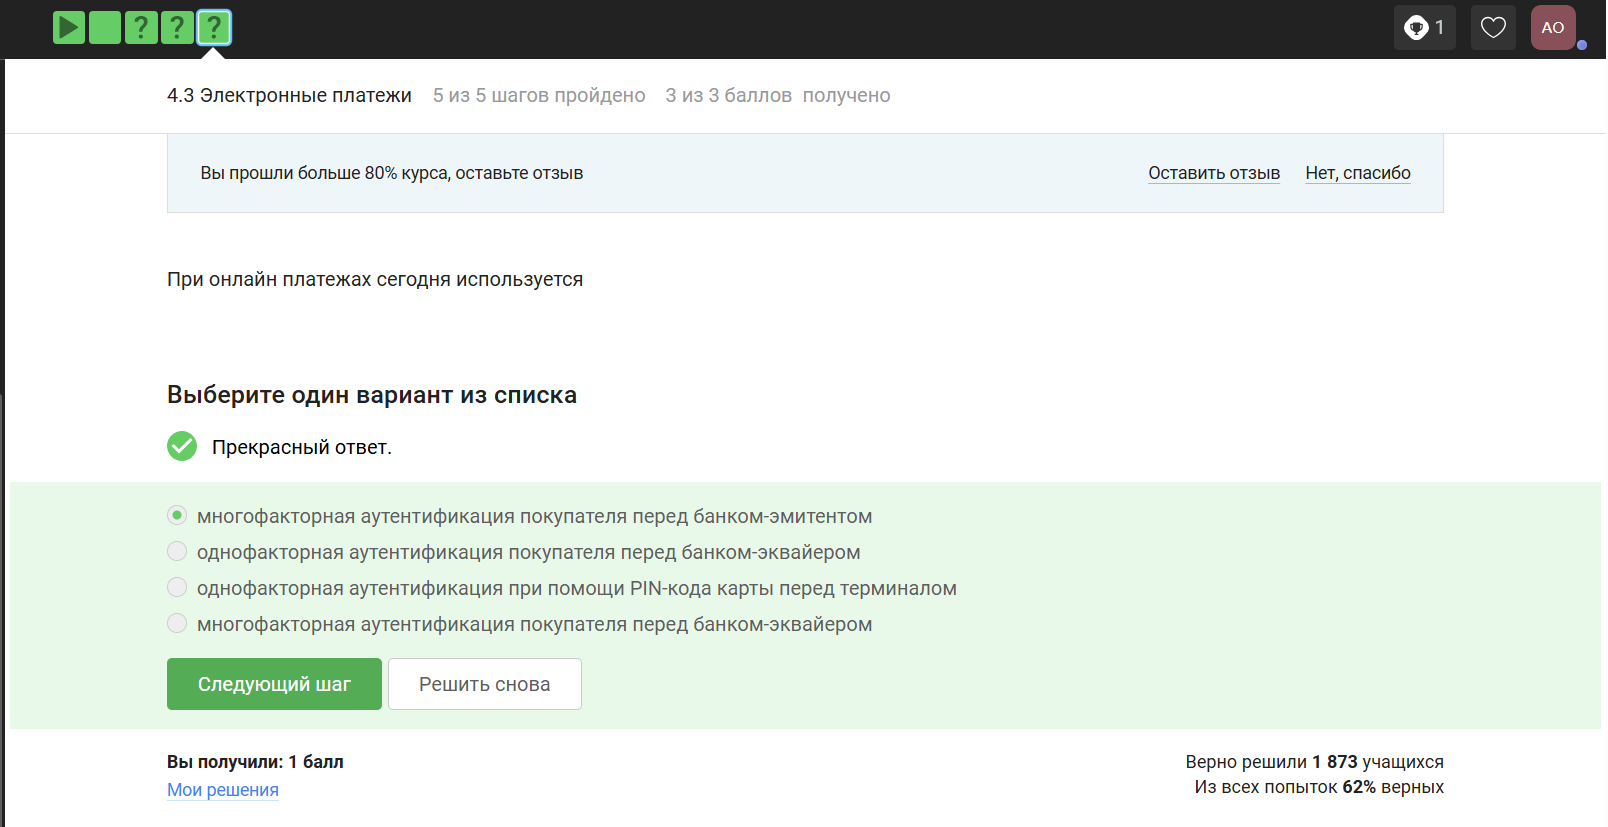 ? ? ?
1
AO
4.3 Электронные платежи 5 из 5 шагов пройдено 3 из 3 баллов получено
Вы прошли больше 80% курса, оставьте отзыв Оставить отзыв Нет, спасибо
При онлайн платежах сегодня используется
Выберите один вариант из списка
Прекрасный ответ.
многофакторная аутентификация покупателя перед банком-эмитентом
однофакторная аутентификация покупателя перед банком-эквайером
однофакторная аутентификация при помощи PIN-кода карты перед терминалом
многофакторная аутентификация покупателя перед банком-эквайером
Следующий шаг Решить снова
Вы получили: 1 балл
Мои решения
Верно решили 1 873 учащихся
Из всех попыток 62% верных